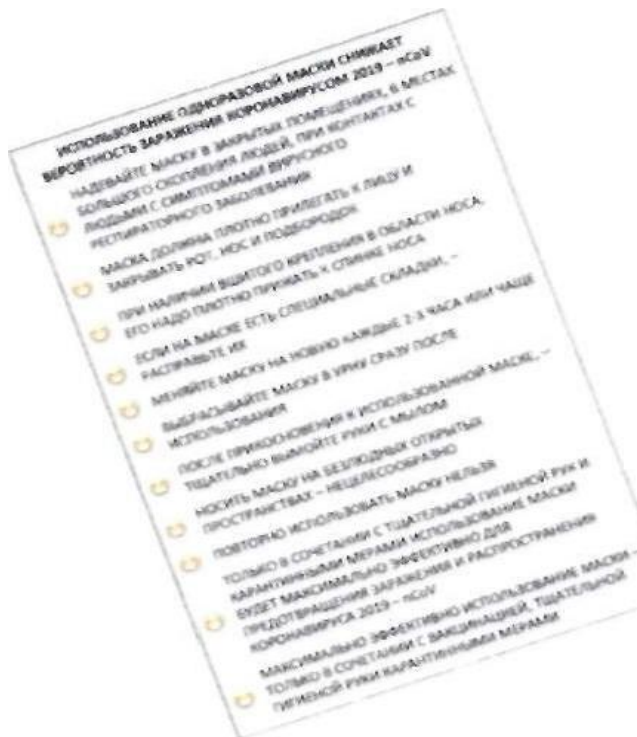 ИСПОЛЬЗОВАНИЕ ОДНОРАЗОВОЙ МАСКИ СНИЖАЕТ
ВЕРОЯТНОСТЬ ЗАРАЖЕНИЯ КОРОНАВИРУСОМ 2019 – nCoV
НАДЕВАЙТЕ МАСКУ В ЗАКРЫТЫХ ПОМЕЩЕНИЯХ, В МЕСТАХ
БОЛЬШОГО СКОПЛЕНИЯ ЛЮДЕЙ, ПРИ КОНТАКТАХ С
ЛЮДЬМИ С СИМПТОМАМИ ВИРУСНОГО
РЕСПИРАТОРНОГО ЗАБОЛЕВАНИЯ
МАСКА ДОЛЖНА ПЛОТНО ПРИЛЕГАТЬ К ЛИЦУ И
ЗАКРЫВАТЬ РОТ, НОС И ПОДБОРОДОК
ПРИ НАЛИЧИИ ВШИТОГО КРЕПЛЕНИЯ В ОБЛАСТИ НОСА,
ЕГО НАДО ПЛОТНО ПРИЖАТЬ К СПИНКЕ НОСА
ЕСЛИ НА МАСКЕ ЕСТЬ СПЕЦИАЛЬНЫЕ СКЛАДКИ, –
РАСПРАВЬТЕ ИХ
МЕНЯЙТЕ МАСКУ НА НОВУЮ КАЖДЫЕ 2-3 ЧАСА ИЛИ ЧАЩЕ
ВЫБРАСЫВАЙТЕ МАСКУ В УРНУ СРАЗУ ПОСЛЕ
ИСПОЛЬЗОВАНИЯ
ПОСЛЕ ПРИКОСНОВЕНИЯ К ИСПОЛЬЗОВАННОЙ МАСКЕ, –
ТЩАТЕЛЬНО ВЫМОЙТЕ РУКИ С МЫЛОМ
НОСИТЬ МАСКУ НА БЕЗЛЮДНЫХ ОТКРЫТЫХ
ПРОСТРАНСТВАХ – НЕЦЕЛЕСООБРАЗНО
ПОВТОРНО ИСПОЛЬЗОВАТЬ МАСКУ НЕЛЬЗЯ
ТОЛЬКО В СОЧЕТАНИИ С ТЩАТЕЛЬНОЙ ГИГИЕНОЙ РУК И
КАРАНТИННЫМИ МЕРАМИ ИСПОЛЬЗОВАНИЕ МАСКИ
БУДЕТ МАКСИМАЛЬНО ЭФФЕКТИВНО ДЛЯ
ПРЕДОТВРАЩЕНИЯ ЗАРАЖЕНИЯ И РАСПРОСТРАНЕНИЯ
КОРОНАВИРУСА 2019 – nCoV
МАКСИМАЛЬНО ЭФФЕКТИВНО ИСПОЛЬЗОВАНИЕ МАСКИ –
ТОЛЬКО В СОЧЕТАНИИ С ВАКЦИНАЦИЕЙ, ТЩАТЕЛЬНОЙ
ГИГИЕНОЙ РУКИ КАРАНТИННЫМИ МЕРАМИ